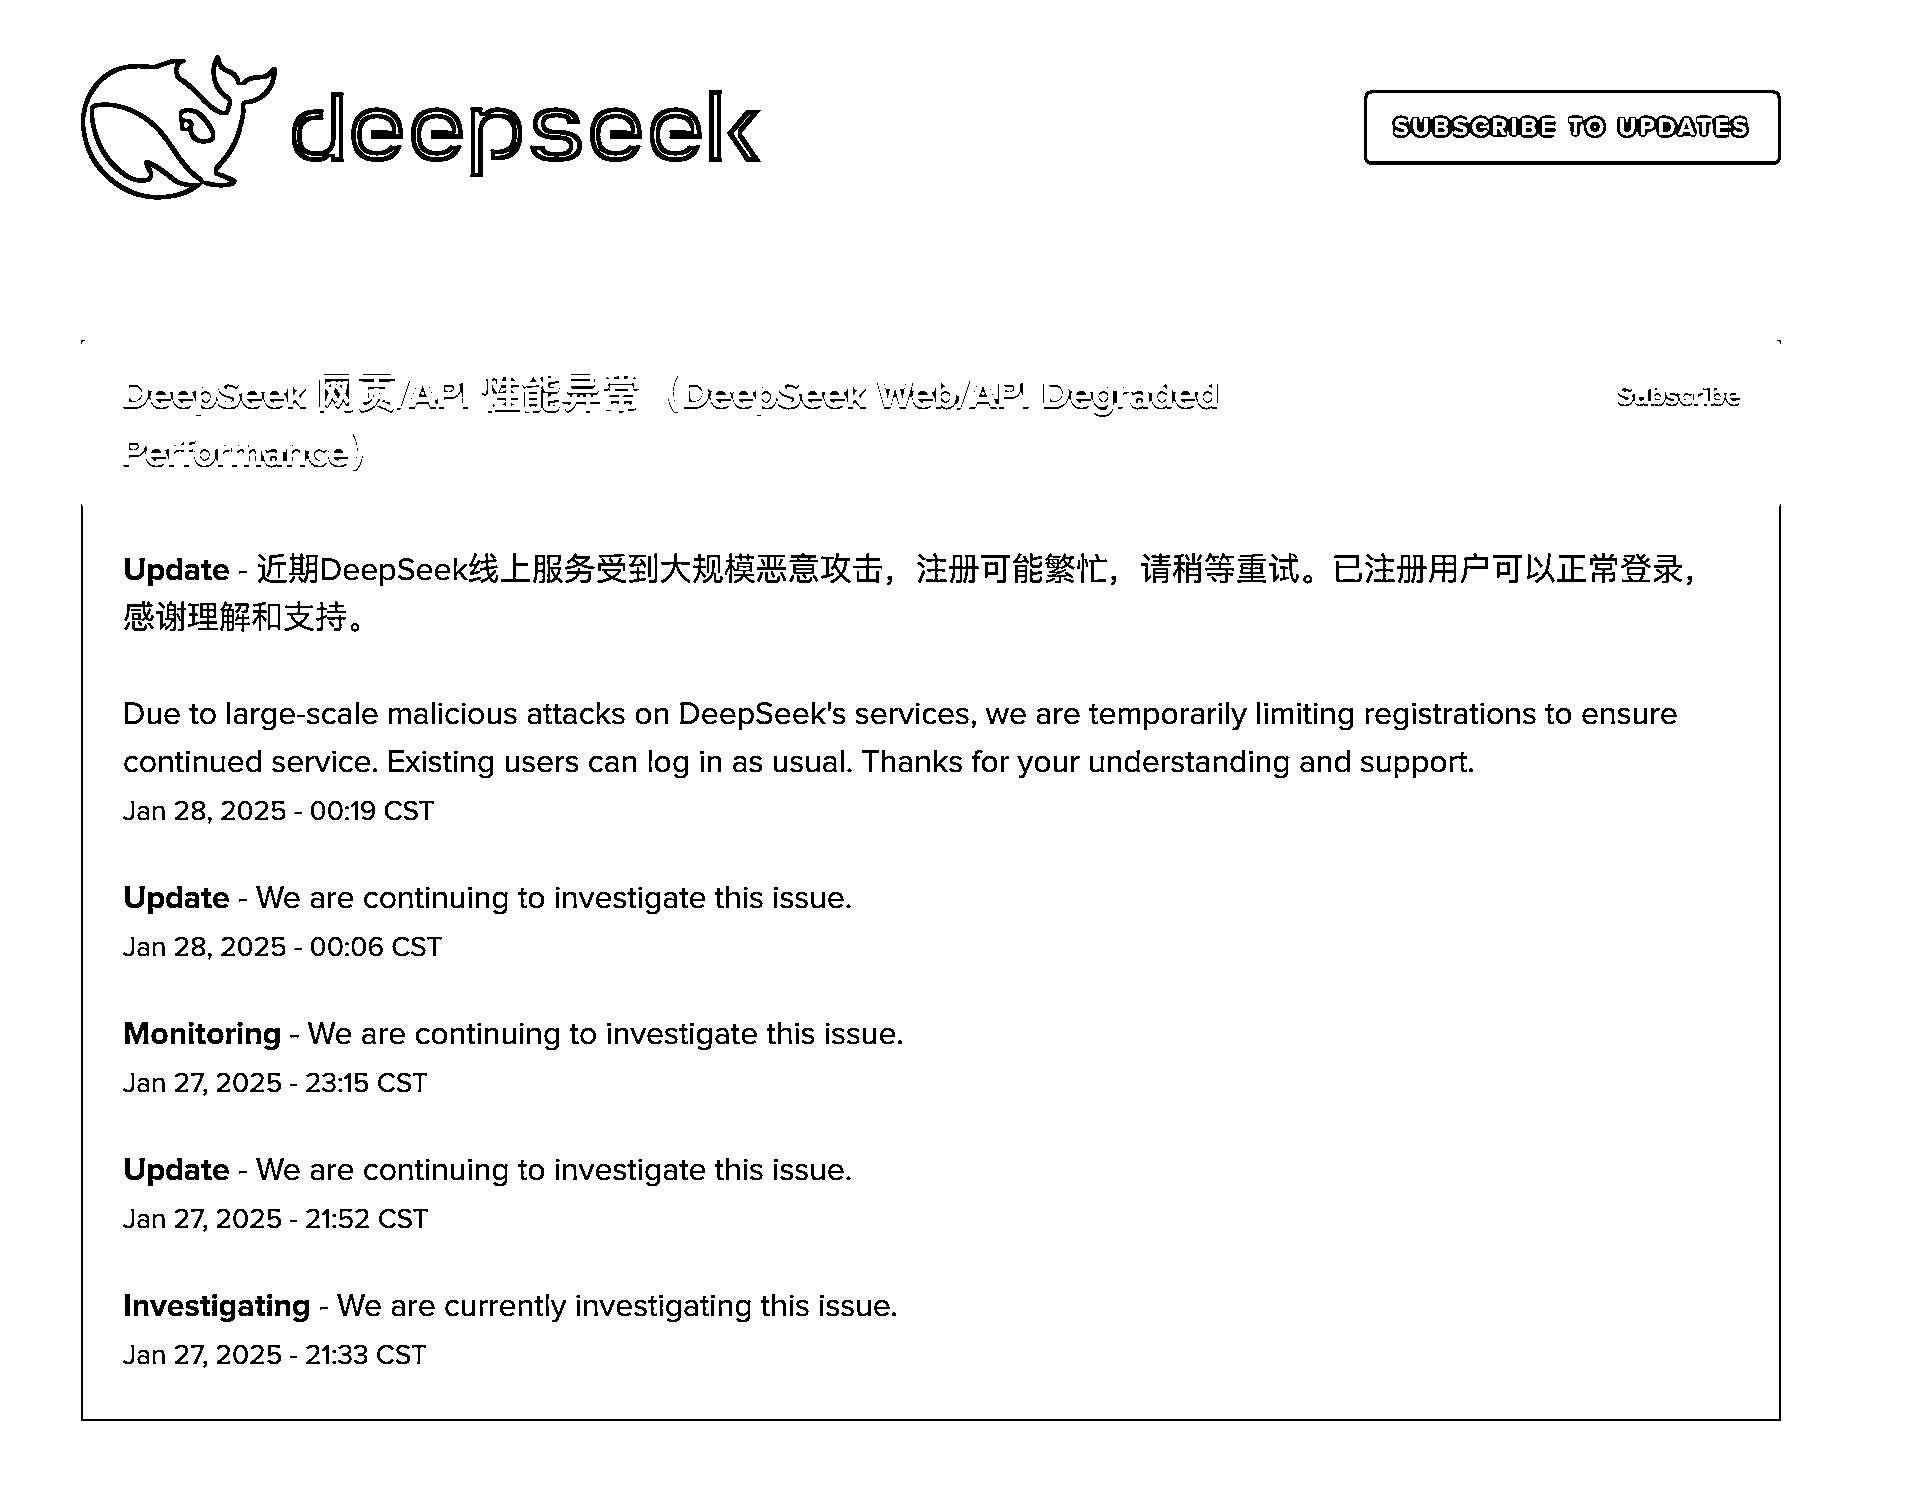 deepseek
SUBSCRIBE TO UPDATES
DeepSeek 网页/API 性能异常（DeepSeek Web/API Degraded
Performance）
Subscribe
Update - 近期DeepSeek线上服务受到大规模恶意攻击，注册可能繁忙，请稍等重试。已注册用户可以正常登录，
感谢理解和支持。
Due to large-scale malicious attacks on DeepSeek's services, we are temporarily limiting registrations to ensure
continued service. Existing users can log in as usual. Thanks for your understanding and support.
Jan 28, 2025 - 00:19 CST
Update - We are continuing to investigate this issue.
Jan 28, 2025 - 00:06 CST
Monitoring - We are continuing to investigate this issue.
Jan 27, 2025 - 23:15 CST
Update - We are continuing to investigate this issue.
Jan 27, 2025 - 21:52 CST
Investigating - We are currently investigating this issue.
Jan 27, 2025 - 21:33 CST